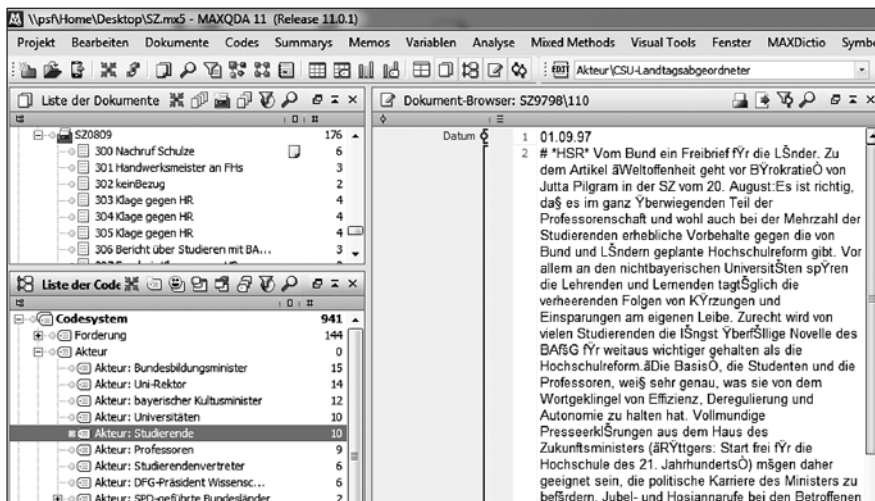 \\psf\Home\Desktop\SZ.mx5 - MAXQDA 11 (Release 11.0.1)
Projekt Bearbeiten Dokumente Codes Summarys Memos Variablen Analyse Mixed Methods Visual Tools Fenster MAXDictio Symbo
EDIT Akteur\CSU-Landtagsabgeordneter
Liste der Dokumente
SZ0809 176
300 Nachruf Schulze 6
301 Handwerksmeister an FHs 3
302 keinBezug 2
303 Klage gegen HR 4
304 Klage gegen HR 4
305 Klage gegen HR 4
306 Bericht über Studieren mit BA... 3
Liste der Code
Codesystem 941
Forderung 144
Akteur 0
Akteur: Bundesbildungsminister 15
Akteur: Uni-Rektor 14
Akteur: bayerischer Kultusminister 12
Akteur: Universitäten 10
Akteur: Studierende 10
Akteur: Professoren 9
Akteur: Studierendenvertreter 6
Akteur: DFG-Präsident Wissensc... 6
Akteur: SPD-geführte Bundesländer 2
Dokument-Browser: SZ9798\110
Datum
1 01.09.97
2 # *HSR* Vom Bund ein Freibrief fŸr die LŠnder. Zu
dem Artikel ãWeltoffenheit geht vor BŸrokratieÒ von
Jutta Pilgram in der SZ vom 20. August:Es ist richtig,
da§ es im ganz Ÿberwiegenden Teil der
Professorenschaft und wohl auch bei der Mehrzahl der
Studierenden erhebliche Vorbehalte gegen die von
Bund und LŠndern geplante Hochschulreform gibt. Vor
allem an den nichtbayerischen UniversitŠten spŸren
die Lehrenden und Lernenden tagtŠglich die
verheerenden Folgen von KŸrzungen und
Einsparungen am eigenen Leibe. Zurecht wird von
vielen Studierenden die lŠngst ŸberfŠllige Novelle des
BAfšG fŸr weitaus wichtiger gehalten als die
Hochschulreform.ãDie BasisÒ, die Studenten und die
Professoren, wei§ sehr genau, was sie von dem
Wortgeklingel von Effizienz, Deregulierung und
Autonomie zu halten hat. Vollmundige
PresseerklŠrungen aus dem Haus des
Zukunftsministers (ãRŸttgers: Start frei fŸr die
Hochschule des 21. JahrhundertsÒ) mšgen daher
geeignet sein, die politische Karriere des Ministers zu
befšrdern. Jubel- und Hosiannarufe bei den Betroffenen